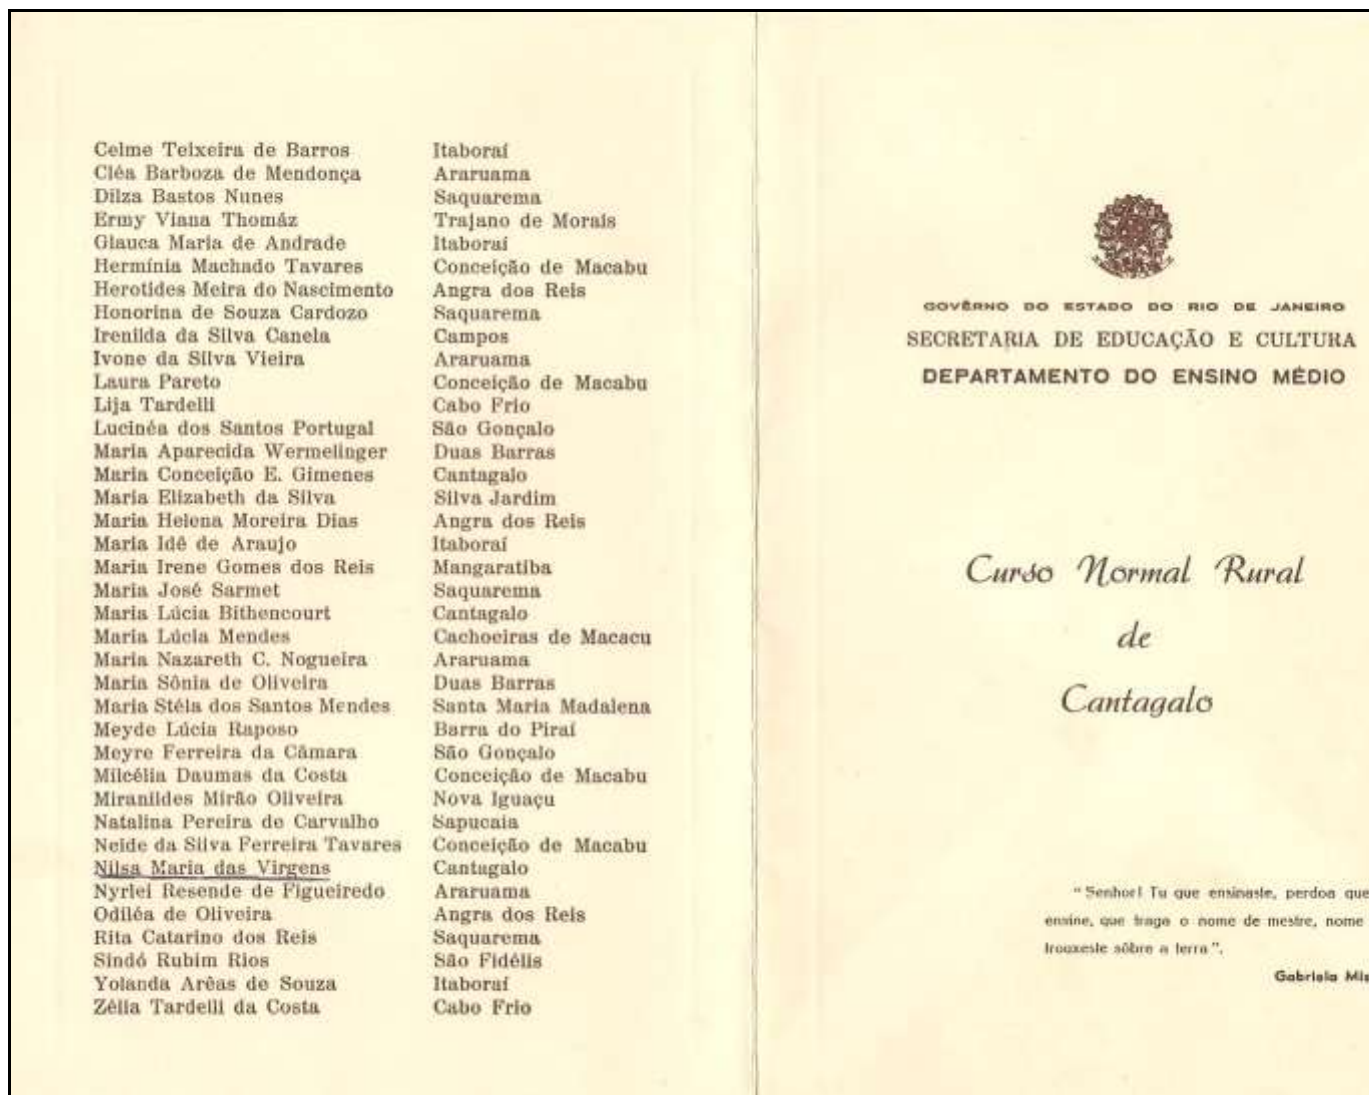 Celme Teixeira de Barros Itaboraí
Cléa Barboza de Mendonça Araruama
Dilza Bastos Nunes Saquarema
Ermy Viana Thomáz Trajano de Morais
Glauca Maria de Andrade Itaboraí
Hermínia Machado Tavares Conceição de Macabu
Herotides Meira do Nascimento Angra dos Reis
Honorina de Souza Cardozo Saquarema
Irenilda da Silva Canela Campos
Ivone da Silva Vieira Araruama
Laura Pareto Conceição de Macabu
Lija Tardelli Cabo Frio
Lucinéa dos Santos Portugal São Gonçalo
Maria Aparecida Wermelinger Duas Barras
Maria Conceição E. Gimenes Cantagalo
Maria Elizabeth da Silva Silva Jardim
Maria Helena Moreira Dias Angra dos Reis
Maria Idê de Araujo Itaboraí
Maria Irene Gomes dos Reis Mangaratiba
Maria José Sarmet Saquarema
Maria Lúcia Bithencourt Cantagalo
Maria Lúcia Mendes Cachoeiras de Macacu
Maria Nazareth C. Nogueira Araruama
Maria Sônia de Oliveira Duas Barras
Maria Stéla dos Santos Mendes Santa Maria Madalena
Meyde Lúcia Raposo Barra do Piraí
Meyre Ferreira da Câmara São Gonçalo
Milcélia Daumas da Costa Conceição de Macabu
Miranildes Mirão Oliveira Nova Iguaçu
Natalina Pereira de Carvalho Sapucaia
Neide da Silva Ferreira Tavares Conceição de Macabu
Nilsa Maria das Virgens Cantagalo
Nyrlei Resende de Figueiredo Araruama
Odiléa de Oliveira Angra dos Reis
Rita Catarino dos Reis Saquarema
Sindó Rubim Rios São Fidélis
Yolanda Arêas de Souza Itaboraí
Zélia Tardelli da Costa Cabo Frio
GOVÊRNO DO ESTADO DO RIO DE JANEIRO
SECRETARIA DE EDUCAÇÃO E CULTURA
DEPARTAMENTO DO ENSINO MÉDIO
Curso Normal Rural
de
Cantagalo
"Senhor! Tu que ensinaste, perdoa que
ensine, que traga o nome de mestre, nome
trouxeste sôbre a terra".
Gabriela